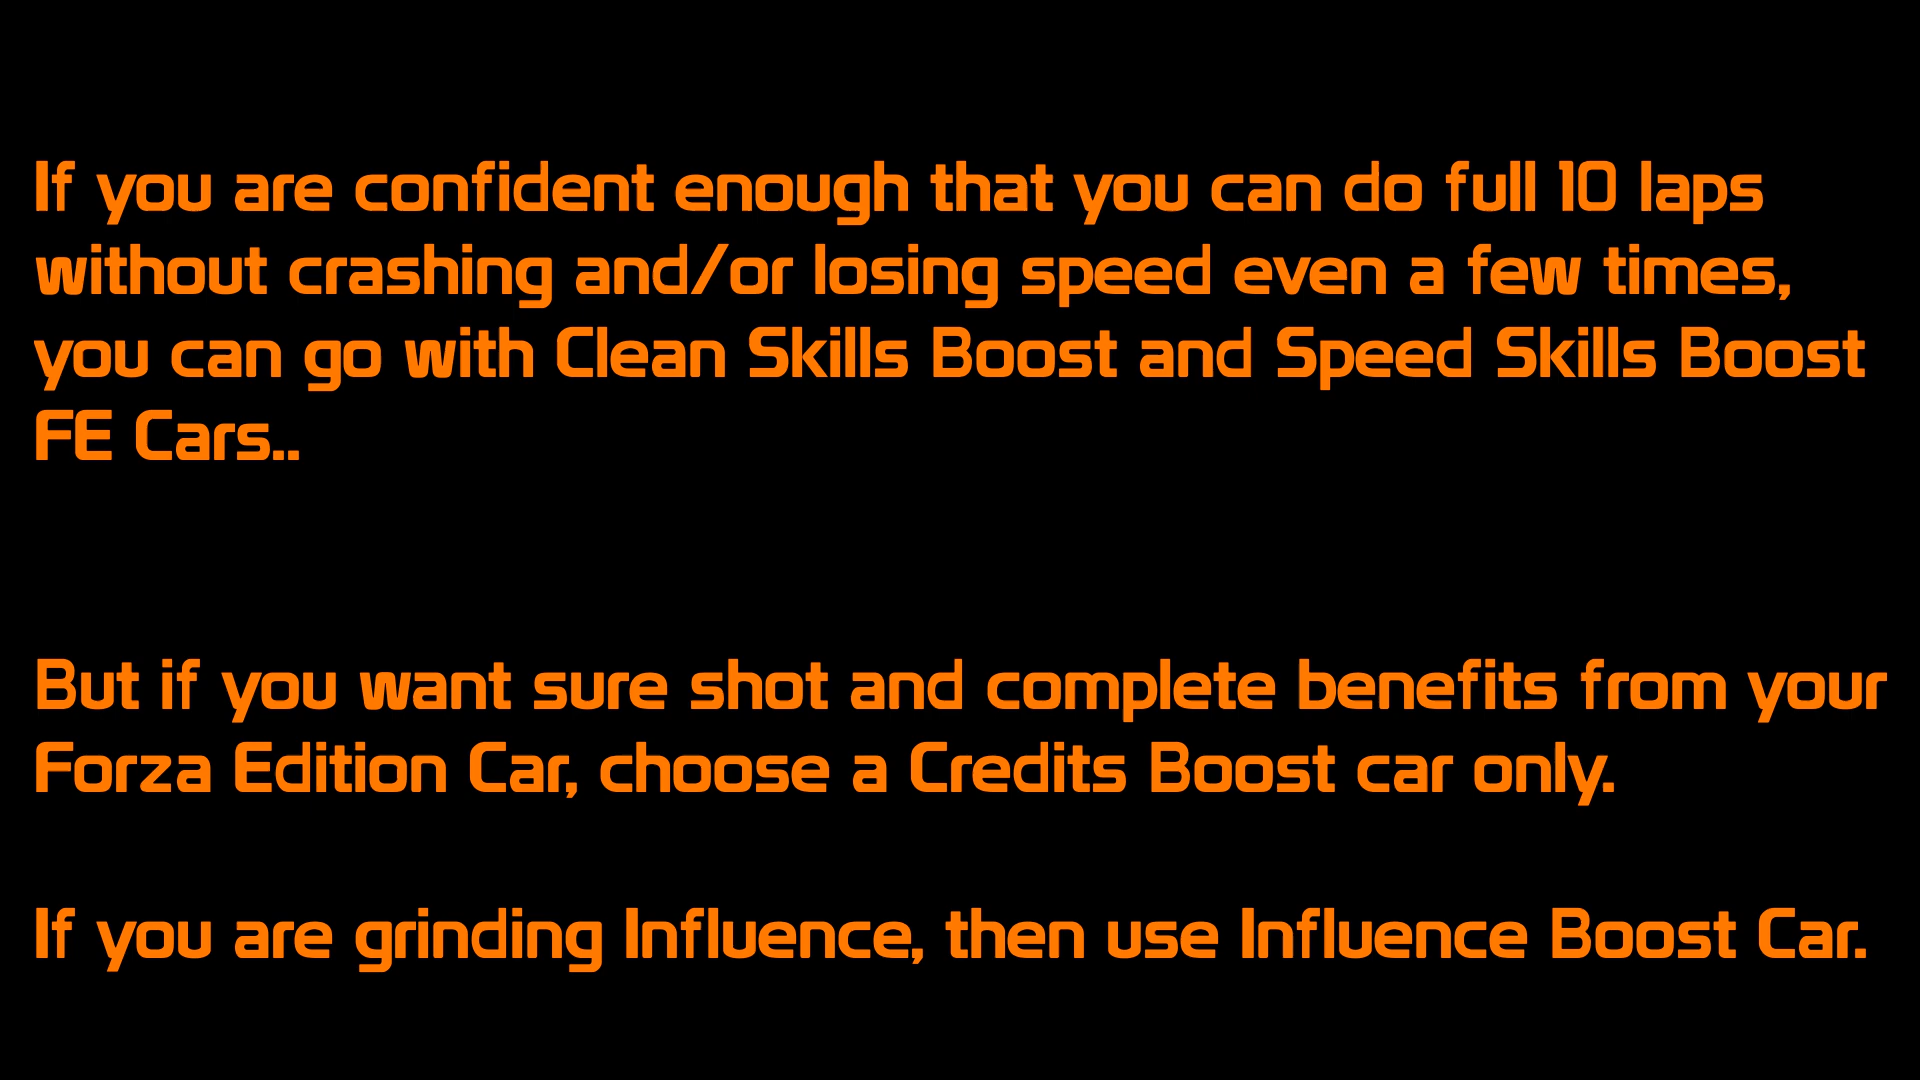 If you are confident enough that you can do full 10 laps
without crashing and/or losing speed even a few times,
you can go with Clean Skills Boost and Speed Skills Boost
FE Cars..
But if you want sure shot and complete benefits from your
Forza Edition Car, choose a Credits Boost car only.
If you are grinding Influence, then use Influence Boost Car.